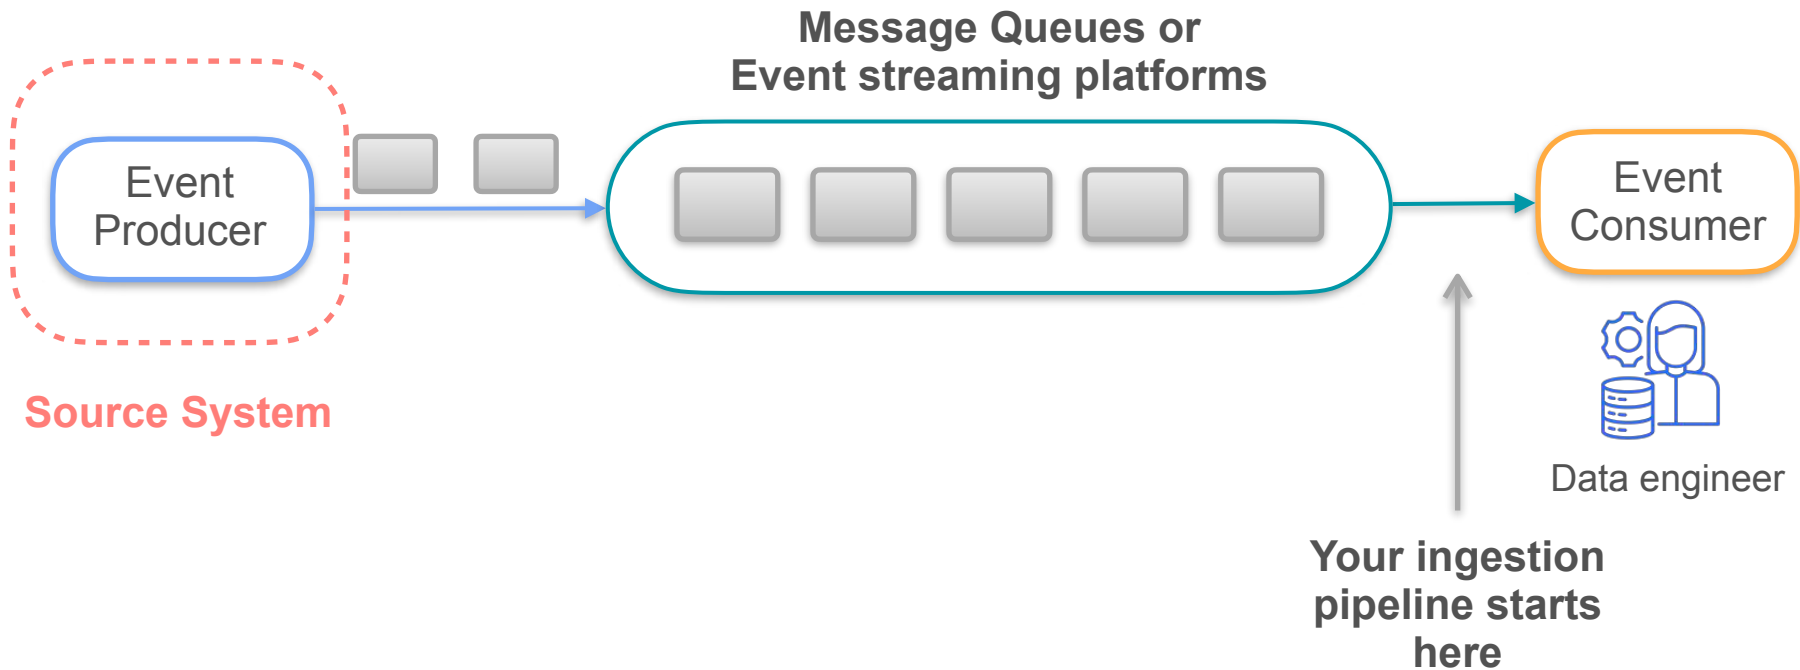 Message Queues or
Event streaming platforms
Event
Producer
Event
Consumer
Source System
Data engineer
Your ingestion
pipeline starts
here